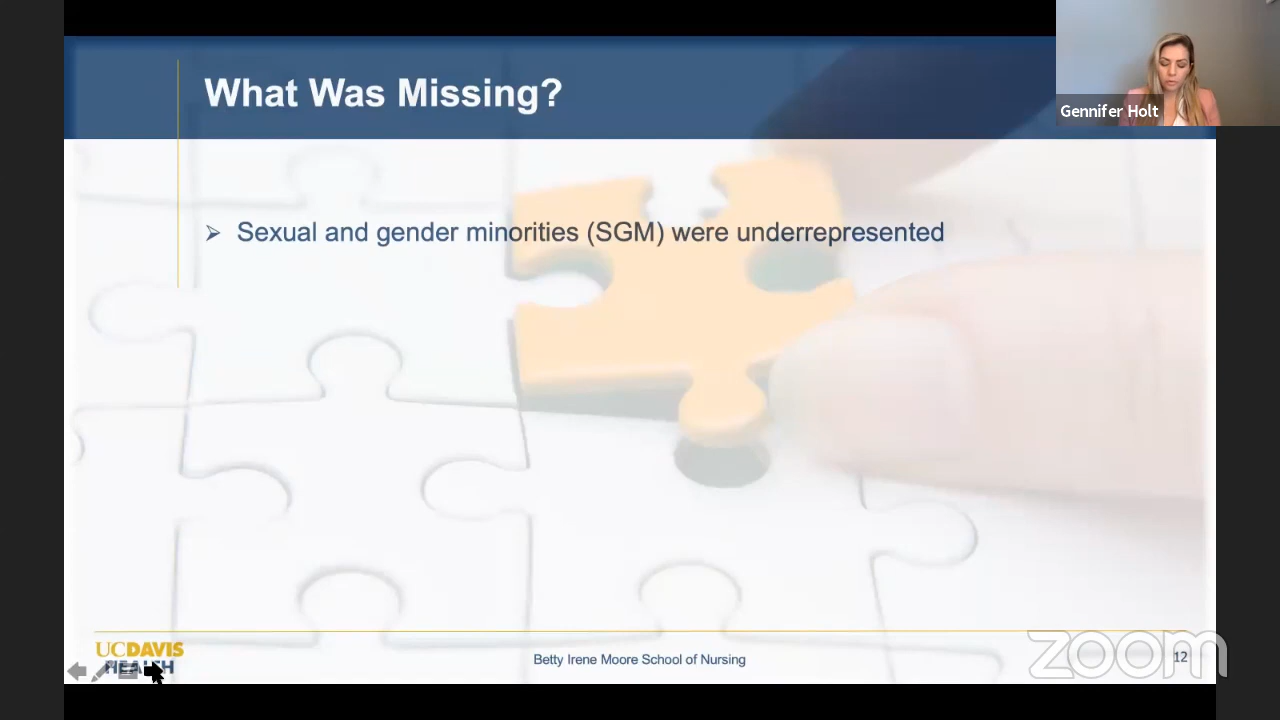 What Was Missing?
Gennifer Holt
➢ Sexual and gender minorities (SGM) were underrepresented
UCDAVIS
HEALTH
Betty Irene Moore School of Nursing
12
zoom